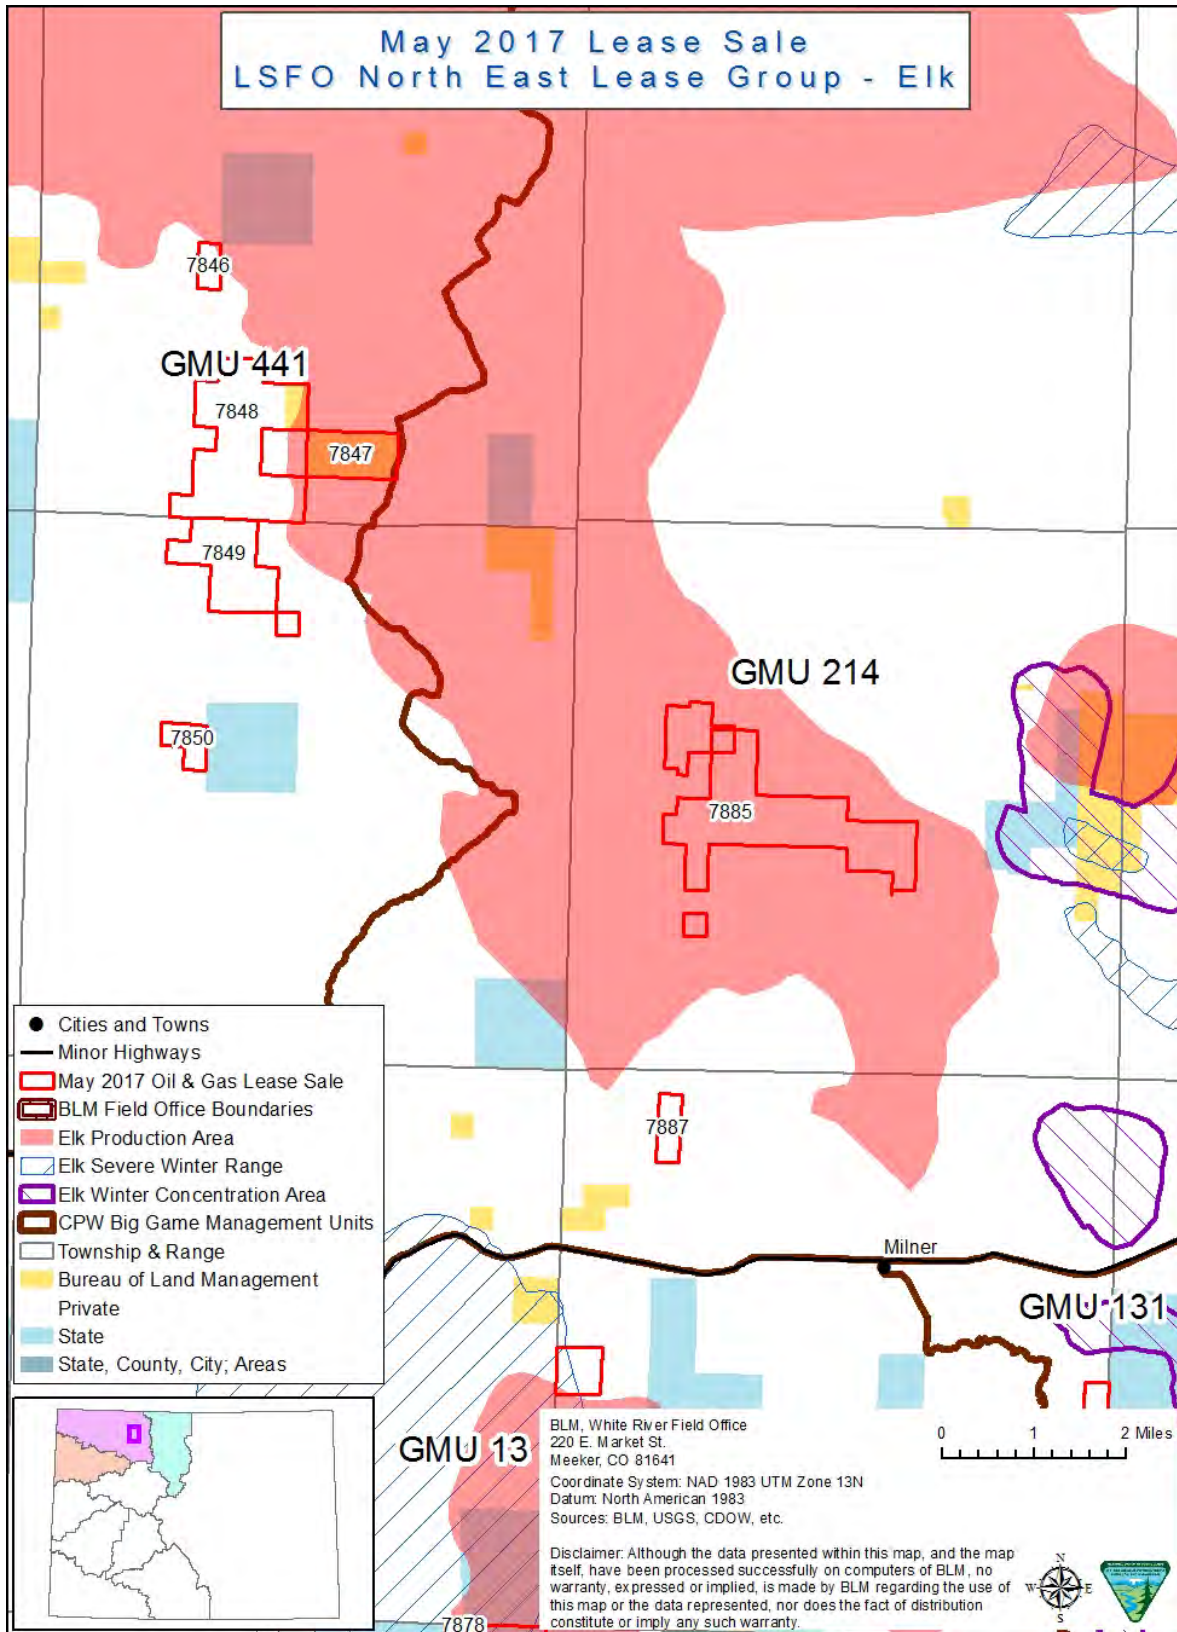 May 2017 Lease Sale
LSFO North East Lease Group - Elk
7846
GMU 441
7848
7847
7849
GMU 214
7850
7885
Cities and Towns
Minor Highways
May 2017 Oil & Gas Lease Sale
BLM Field Office Boundaries
Elk Production Area
Elk Severe Winter Range
Elk Winter Concentration Area
CPW Big Game Management Units
Township & Range
Bureau of Land Management
Private
State
State, County, City; Areas
7887
Milner
GMU 131
GMU 13
BLM, White River Field Office
220 E. Market St.
Meeker, CO 81641
Coordinate System: NAD 1983 UTM Zone 13N
Datum: North American 1983
Sources: BLM, USGS, CDOW, etc.
0 1 2 Miles
Disclaimer: Although the data presented within this map, and the map
itself, have been processed successfully on computers of BLM, no
warranty, expressed or implied, is made by BLM regarding the use of
this map or the data represented, nor does the fact of distribution
constitute or imply any such warranty.
N
W E
S
7878